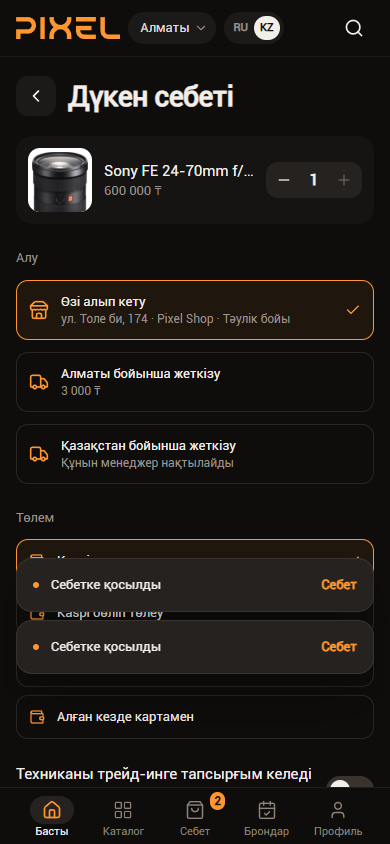 PIXEL
Алматы
RU KZ
Дүкен себеті
Sony FE 24-70mm f/...
600 000 ₸
1
Алу
Өзі алып кету
ул. Толе би, 174 · Pixel Shop · Тәулік бойы
Алматы бойынша жеткізу
3 000 ₸
Қазақстан бойынша жеткізу
Құнын менеджер нақтылайды
Төлем
Себетке қосылды Себет
Kaspi бөліп төлеу
Себетке қосылды Себет
Алған кезде картамен
Техниканы трейд-инге тапсырғым келеді
2
Басты Каталог Себет Брондар Профиль